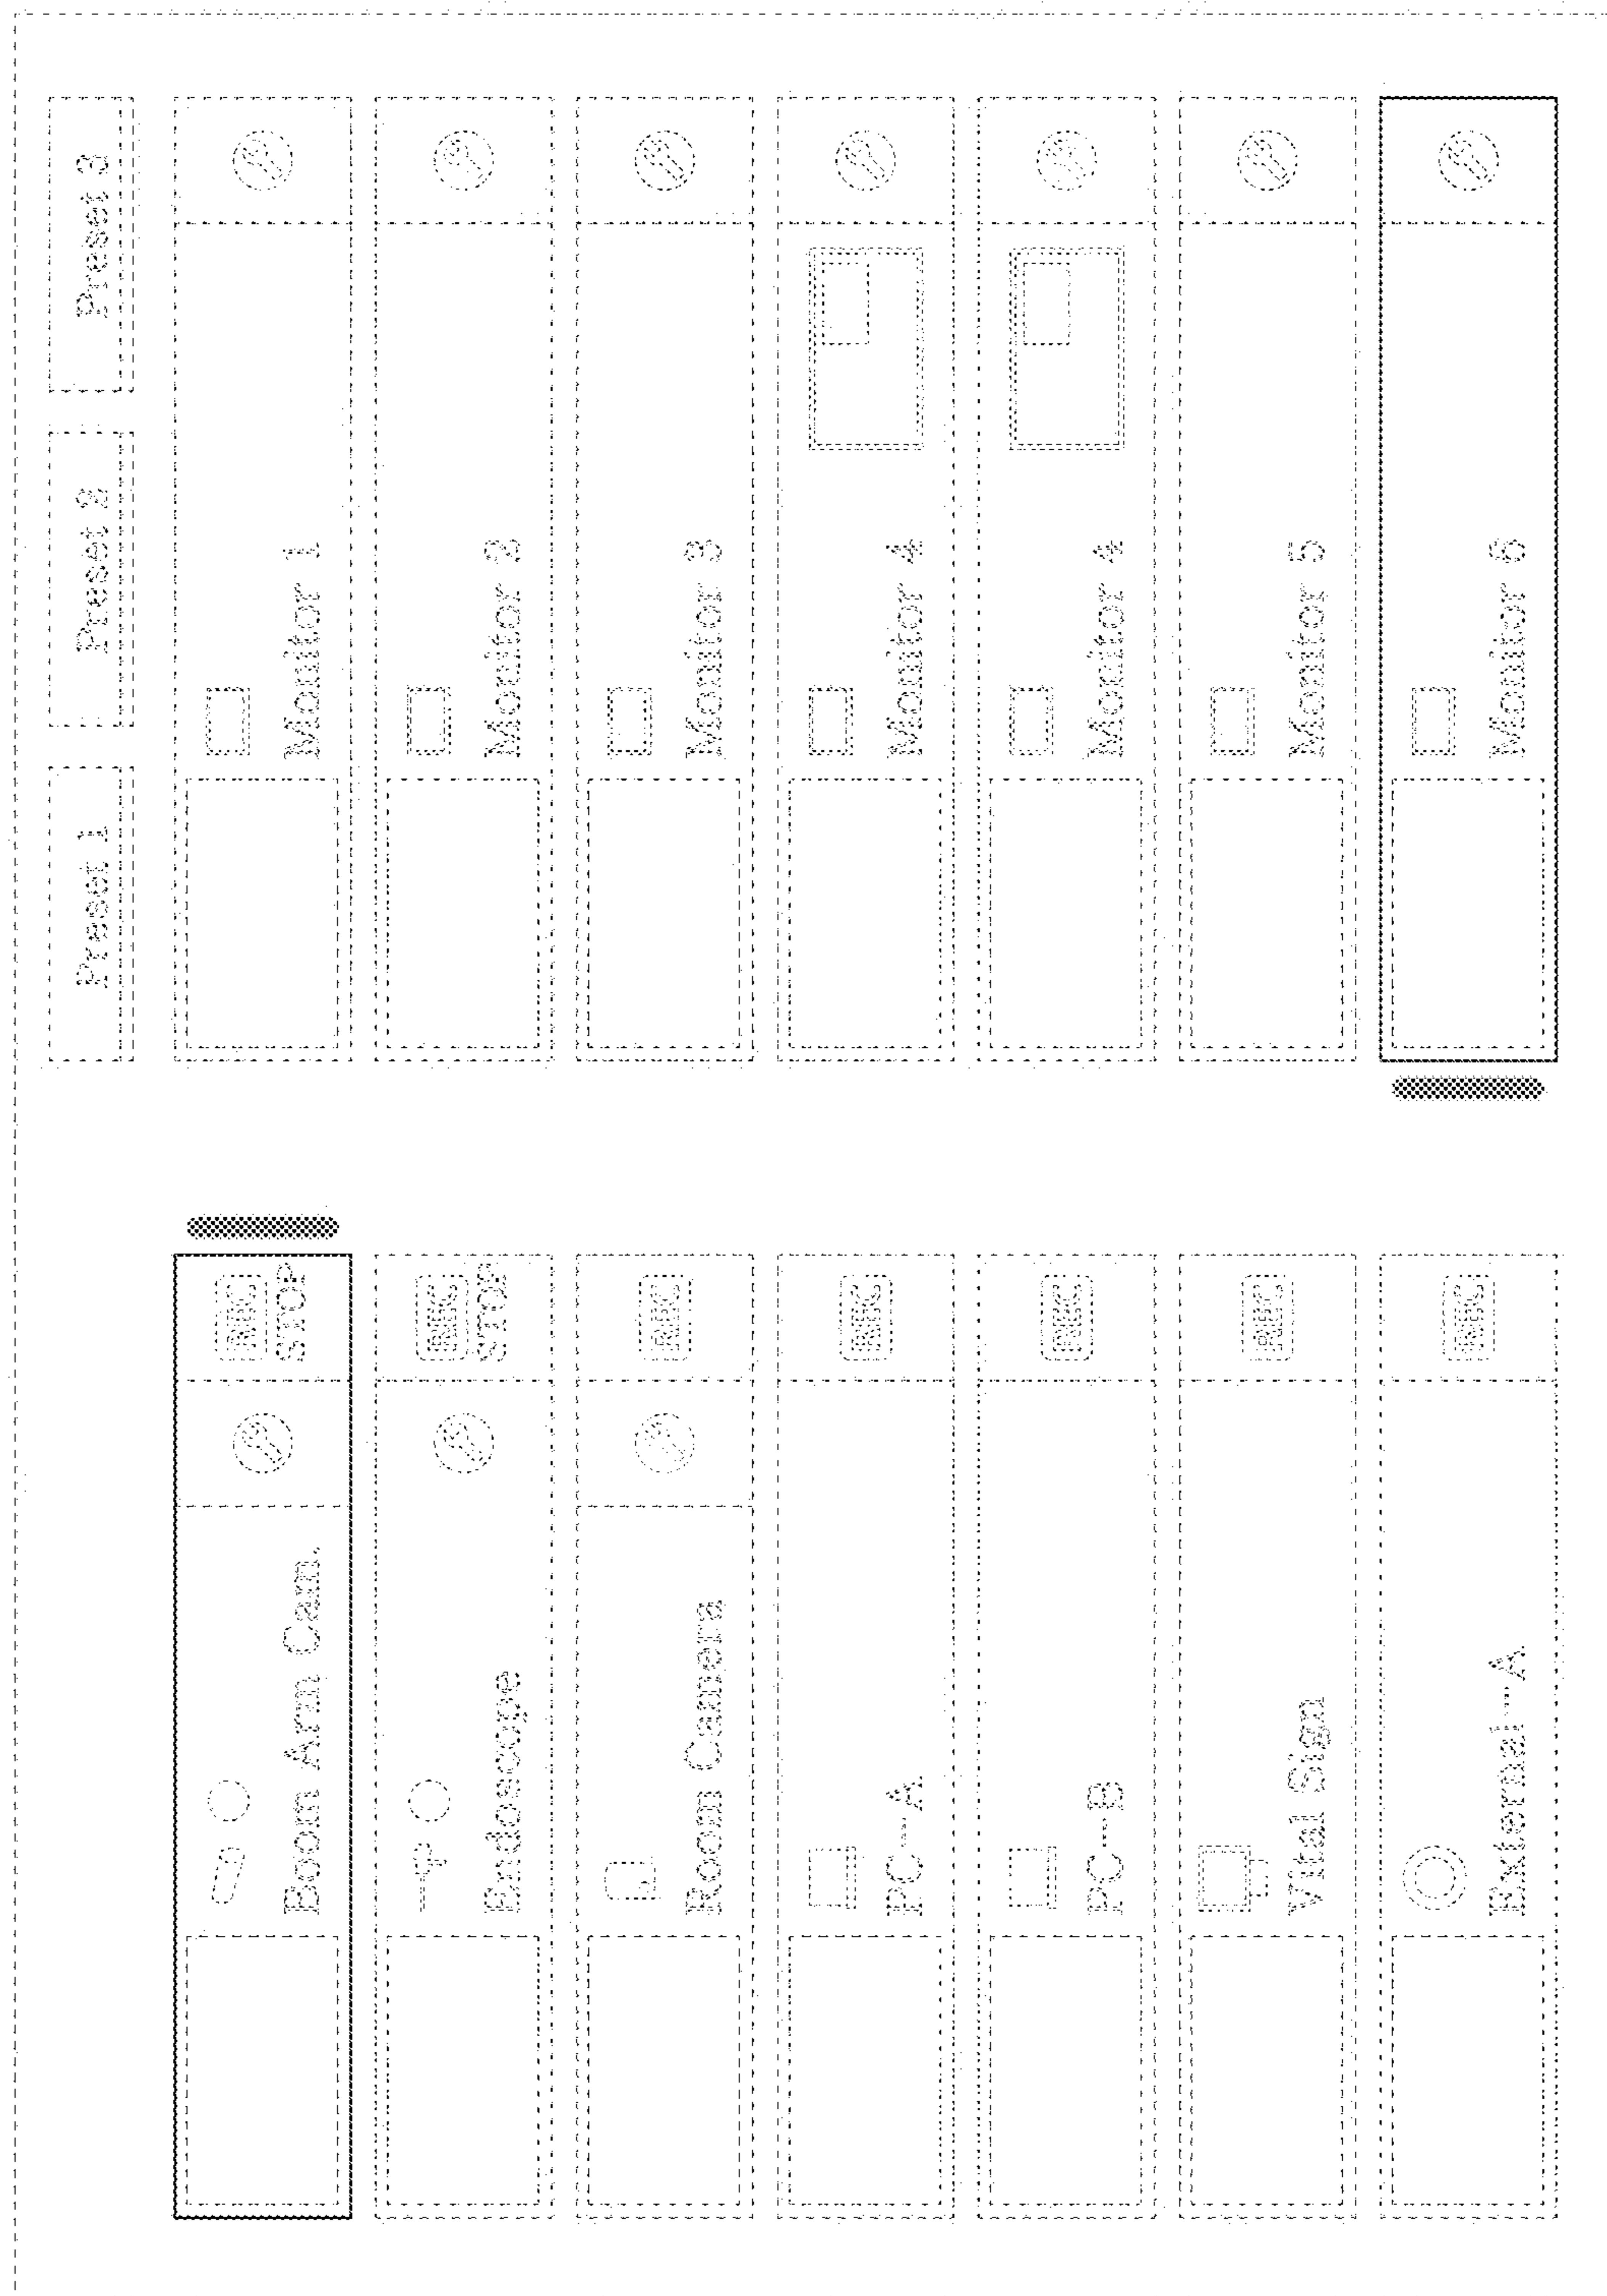 Preset 1
Preset 2
Preset 3
Boom Arm Cam.
REC
STOP
Endoscope
REC
STOP
Room Camera
REC
PC-A
REC
PC-B
REC
Vital Sign
REC
External-A
REC
Monitor 1
Monitor 2
Monitor 3
Monitor 4
Monitor 4
Monitor 5
Monitor 6